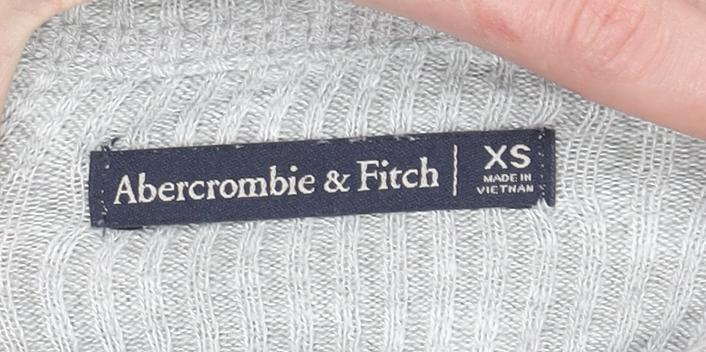 Abercrombie & Fitch | XS
MADE IN
VIETNAM